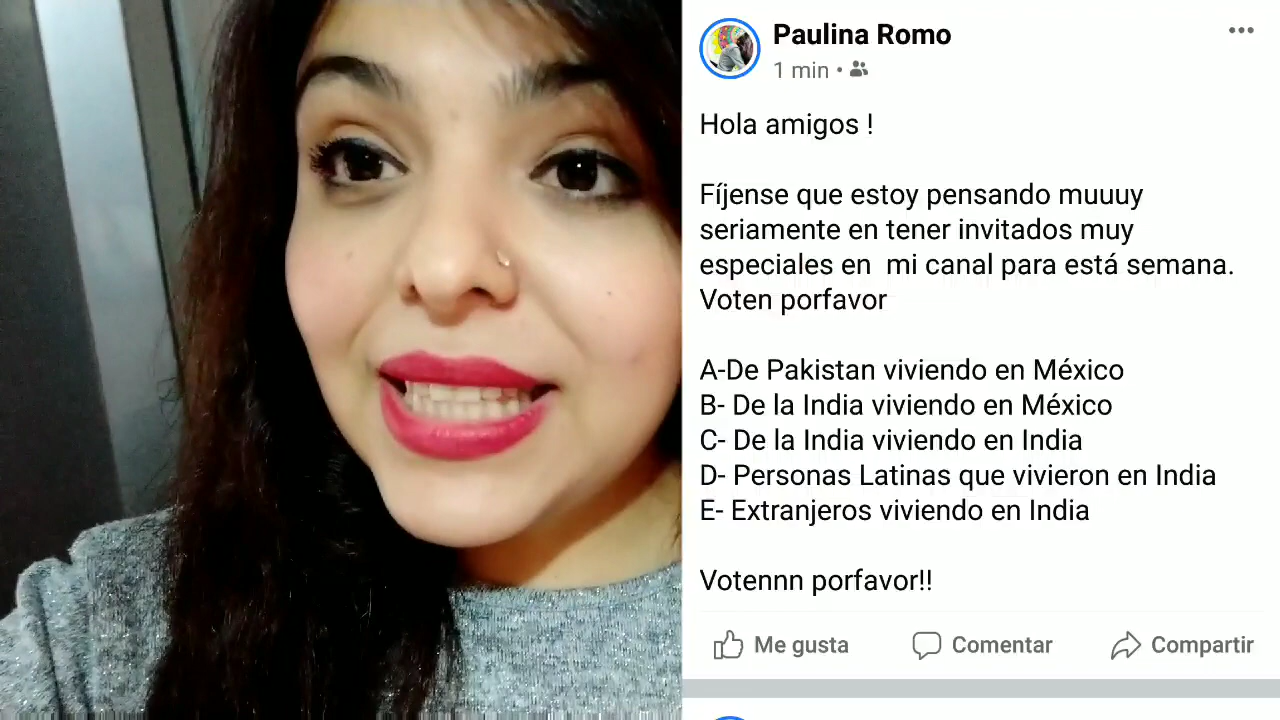 Paulina Romo
1 min •
Hola amigos !
Fíjense que estoy pensando muuuy
seriamente en tener invitados muy
especiales en  mi canal para está semana.
Voten porfavor
A-De Pakistan viviendo en México
B- De la India viviendo en México
C- De la India viviendo en India
D- Personas Latinas que vivieron en India
E- Extranjeros viviendo en India
Votennn porfavor!!
Me gusta Comentar Compartir